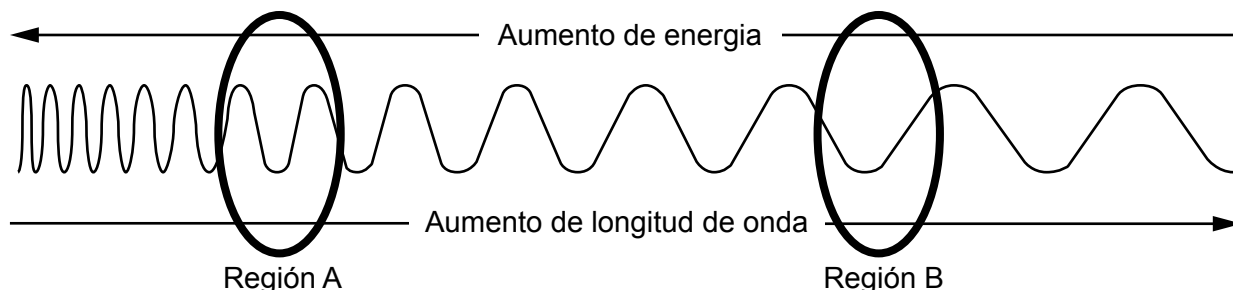 Aumento de energia
Aumento de longitud de onda
Región A
Región B